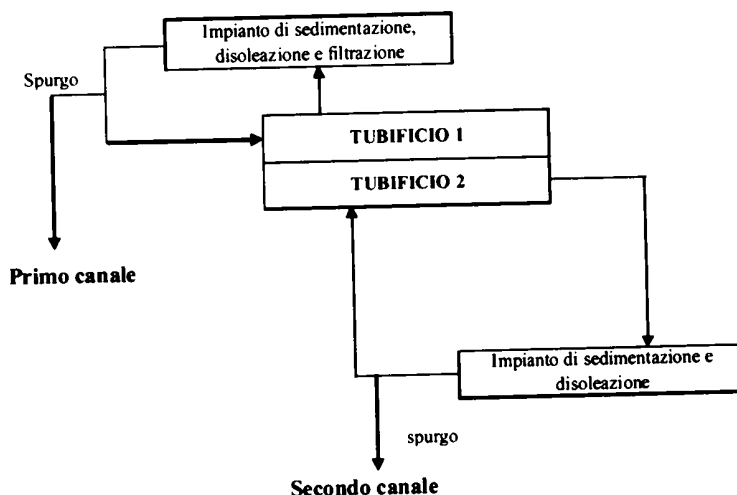 Impianto di sedimentazione,
disoleazione e filtrazione
Spurgo
TUBIFICIO 1
TUBIFICIO 2
Primo canale
Impianto di sedimentazione e
disoleazione
spurgo
Secondo canale